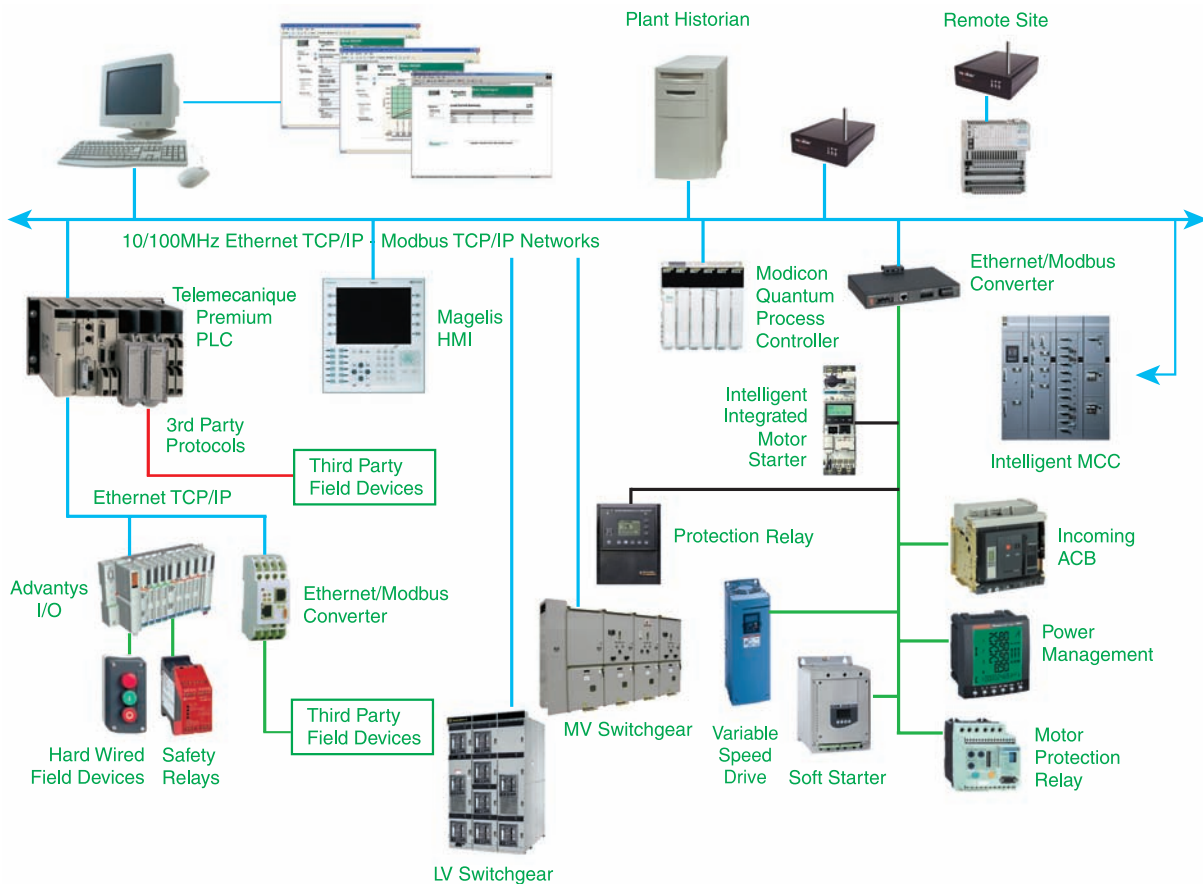 Plant Historian
Remote Site
10/100MHz Ethernet TCP/IP - Modbus TCP/IP Networks
Telemecanique
Premium
PLC
Magelis
HMI
Modicon
Quantum
Process
Controller
Ethernet/Modbus
Converter
3rd Party
Protocols
Third Party
Field Devices
Intelligent
Integrated
Motor
Starter
Intelligent MCC
Ethernet TCP/IP
Advantys
I/O
Ethernet/Modbus
Converter
Protection Relay
Incoming
ACB
Power
Management
Hard Wired
Field Devices
Safety
Relays
Third Party
Field Devices
MV Switchgear
Variable
Speed
Drive
Soft Starter
Motor
Protection
Relay
LV Switchgear